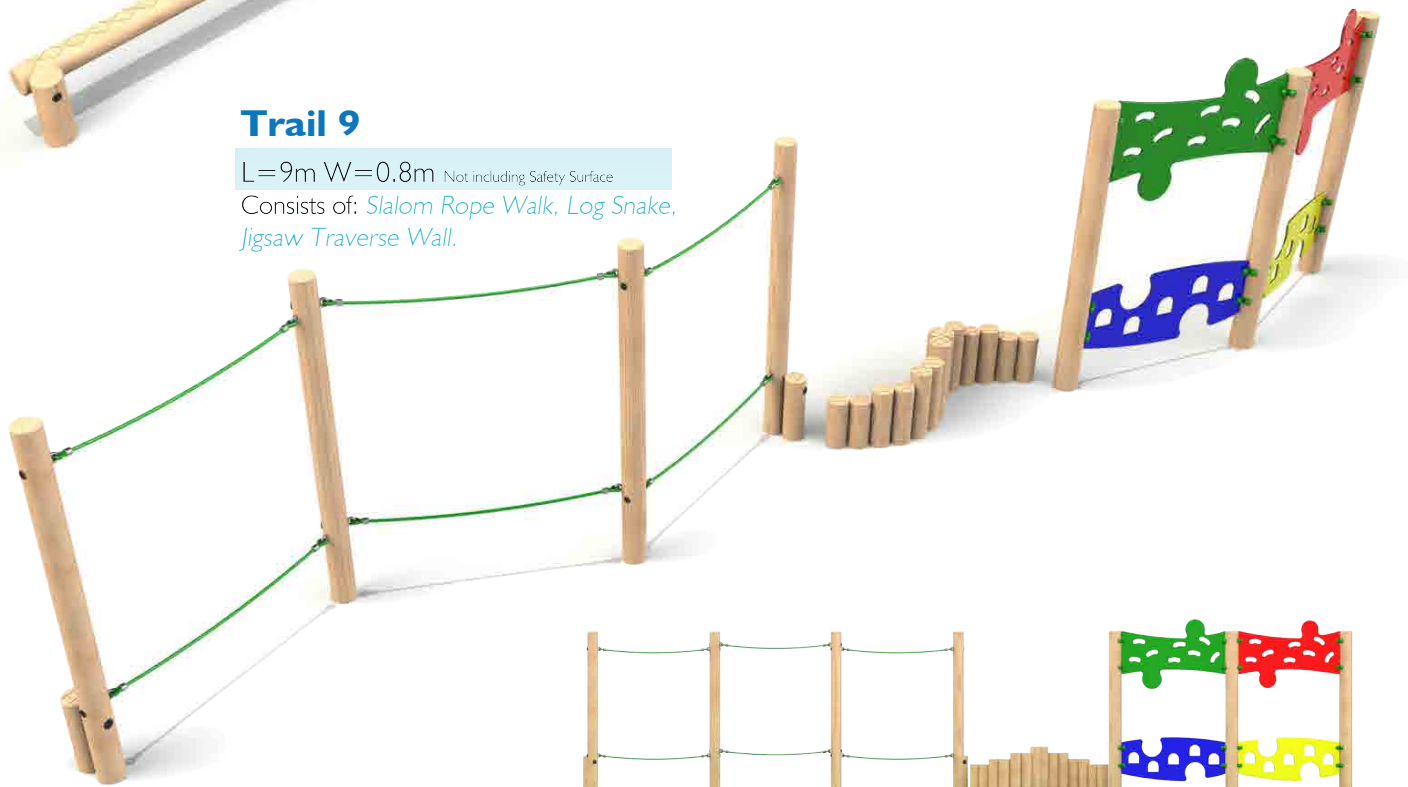 Trail 9
L=9m W=0.8m Not including Safety Surface
Consists of: Slalom Rope Walk, Log Snake,
Jigsaw Traverse Wall.